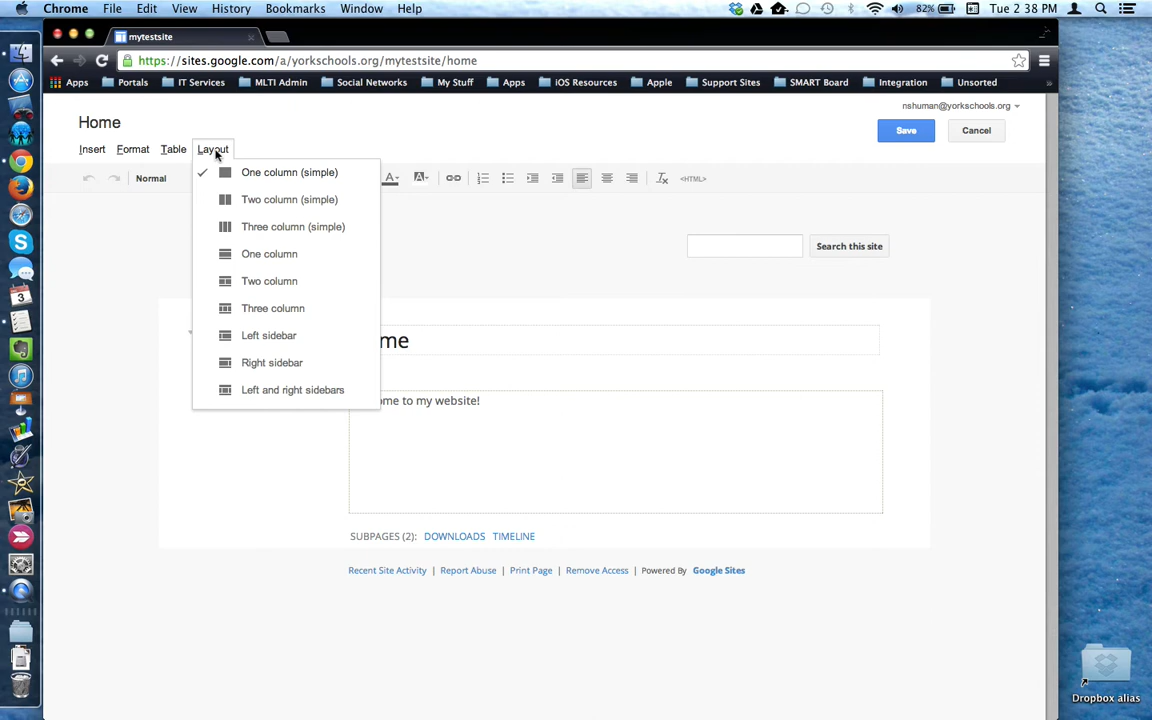 Chrome File Edit View History Bookmarks Window Help 82% Tue 2 38 PM
mytestsite
https://sites.google.com/a/yorkschools.org/mytestsite/home
Apps Portals IT Services MLTI Admin Social Networks My Stuff Apps iOS Resources Apple Support Sites SMART Board Integration Unsorted »
nshuman@yorkschools.org
Home
Save Cancel
Insert Format Table Layout
Normal
<HTML>
One column (simple)
Two column (simple)
Three column (simple)
One column
Two column
Three column
Left sidebar
Right sidebar
Left and right sidebars
Search this site
me
ome to my website!
SUBPAGES (2): DOWNLOADS TIMELINE
Recent Site Activity | Report Abuse | Print Page | Remove Access | Powered By Google Sites
3
Dropbox alias